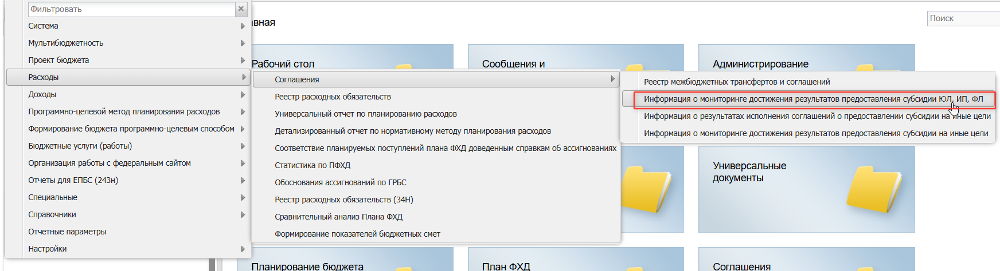 Фильтровать
Система
Мультибюджетность
Проект бюджета
Расходы
Доходы
Программно-целевой метод планирования расходов
Формирование бюджета программно-целевым способом
Бюджетные услуги (работы)
Организация работы с федеральным сайтом
Отчеты для ЕПБС (243н)
Специальные
Справочники
Отчетные параметры
Настройки
Соглашения
Реестр расходных обязательств
Универсальный отчет по планированию расходов
Детализированный отчет по нормативному методу планирования расходов
Соответствие планируемых поступлений плана ФХД доведенным справкам об ассигнованиях
Статистика по ПФХД
Обоснования ассигнований по ГРБС
Реестр расходных обязательств (34Н)
Сравнительный анализ Плана ФХД
Формирование показателей бюджетных смет
Реестр межбюджетных трансфертов и соглашений
Информация о мониторинге достижения результатов предоставления субсидии ЮЛ, ИП, ФЛ
Информация о результатах исполнения соглашений о предоставлении субсидии на иные цели
Информация о мониторинге достижения результатов предоставления субсидии на иные цели
авная
Поиск
Рабочий стол
Сообщения и
Администрирование
Универсальные
документы
Планирование бюджета
План ФХД
Соглашения